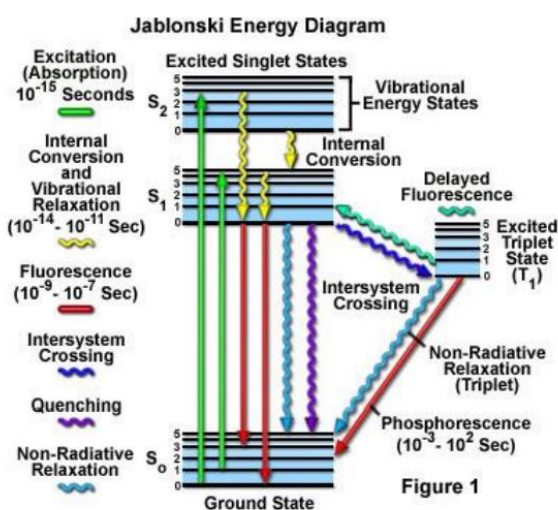 Jablonski Energy Diagram
Excitation
(Absorption)
10-15 Seconds
Internal
Conversion
and
Vibrational
Relaxation
(10-14- 10-11 Sec)
Fluorescence
(10-9- 10-7 Sec)
Intersystem
Crossing
Quenching
Non-Radiative
Relaxation
Excited Singlet States
S2
5
3
2
1
0
Vibrational
Energy States
Internal
Conversion
S1
5
3
2
1
0
Delayed
Fluorescence
5
3
2
1
0
Excited
Triplet
State
(T1)
Intersystem
Crossing
Non-Radiative
Relaxation
(Triplet)
Phosphorescence
(10-3- 102 Sec)
So
5
3
2
1
0
Ground State
Figure 1